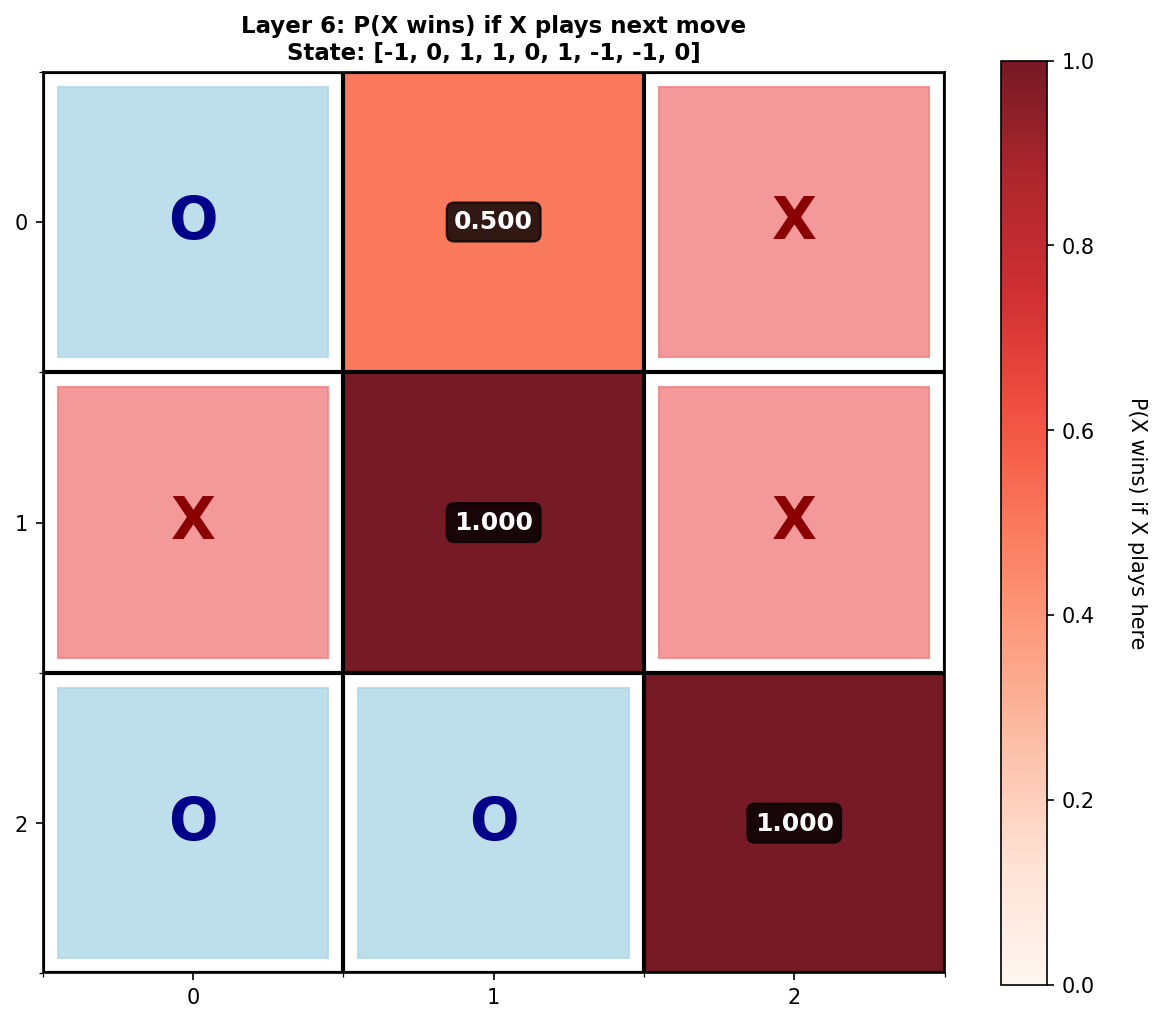 Layer 6: P(X wins) if X plays next move
State: [-1, 0, 1, 1, 0, 1, -1, -1, 0]
0
O
0.500
X
1
X
1.000
X
2
O
O
1.000
0
1
2
1.0
0.8
0.6
0.4
0.2
0.0
P(X wins) if X plays here